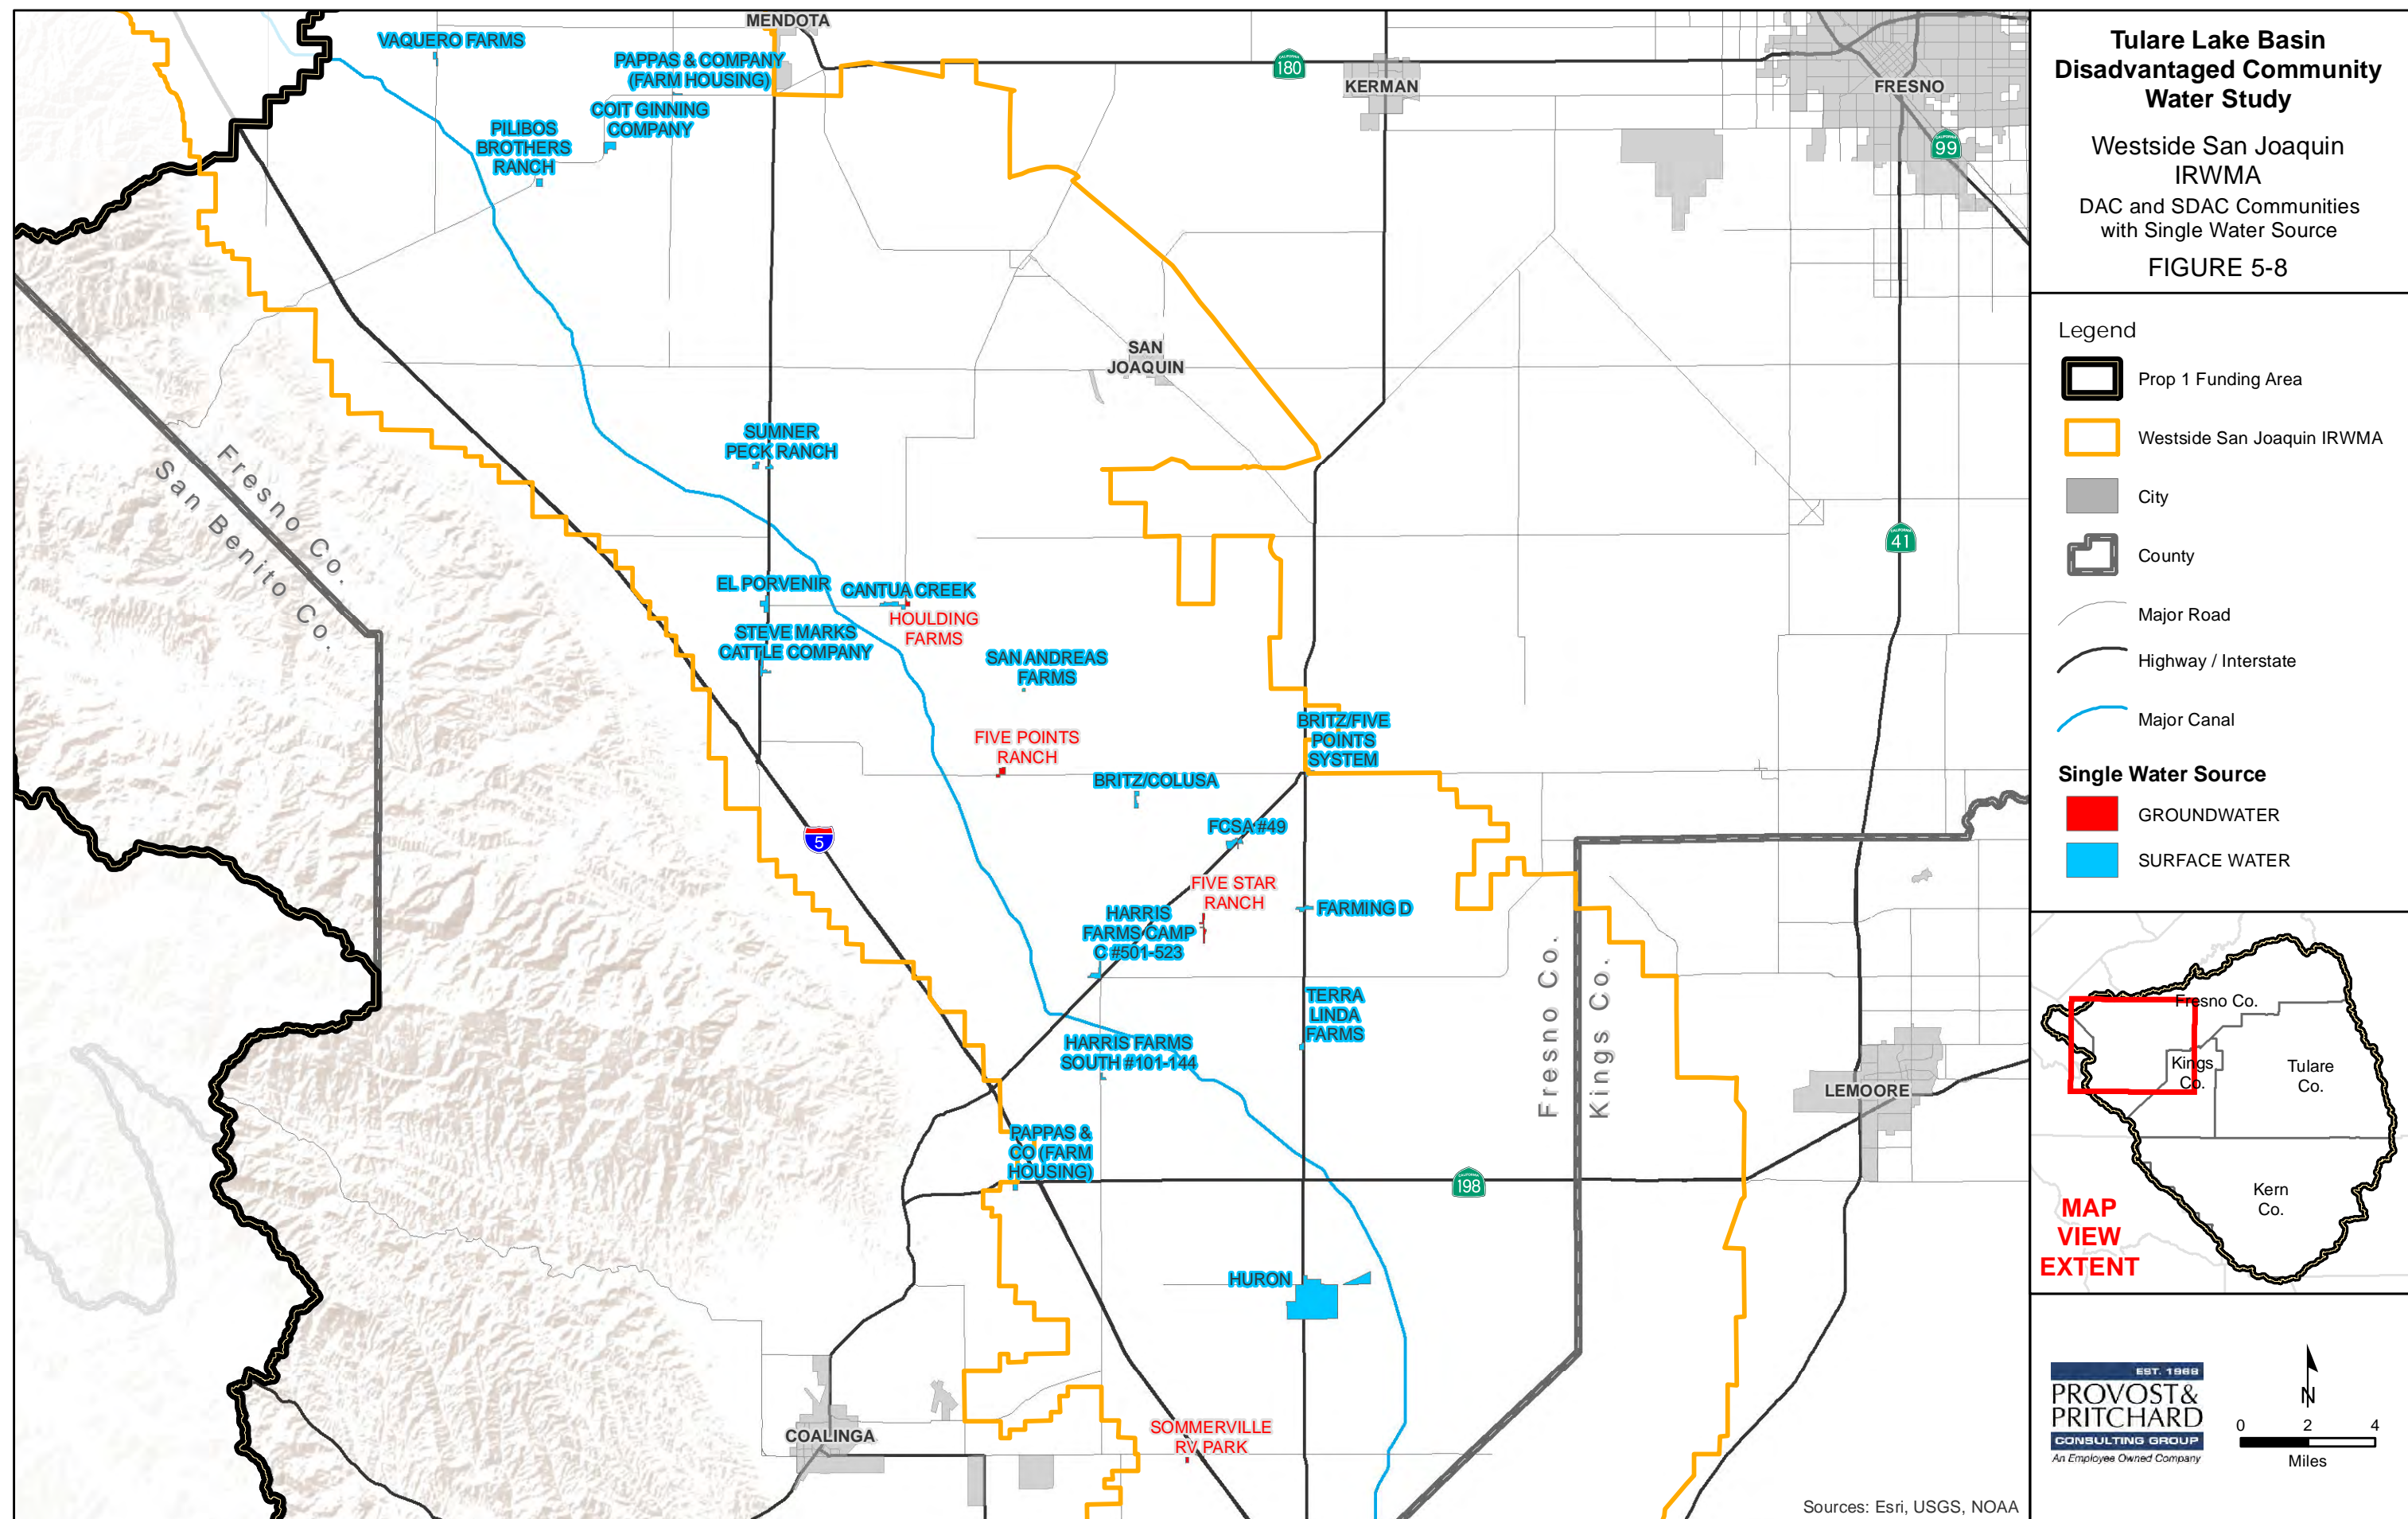 MENDOTA
VAQUERO FARMS
PAPPAS & COMPANY
(FARM HOUSING)
COIT GINNING
COMPANY
PILIBOS
BROTHERS
RANCH
CALIFORNIA
180
KERMAN
FRESNO
CALIFORNIA
99
SAN
JOAQUIN
SUMNER
PECK RANCH
Fresno Co.
San Benito Co.
CALIFORNIA
41
EL PORVENIR
CANTUA CREEK
HOULDING
FARMS
STEVE MARKS
CATTLE COMPANY
SAN ANDREAS
FARMS
FIVE POINTS
RANCH
BRITZ/FIVE
POINTS
SYSTEM
BRITZ/COLUSA
5
FCSA #49
FIVE STAR
RANCH
FARMING D
HARRIS
FARMS CAMP
C #501-523
Fresno Co.
Kings Co.
TERRA
LINDA
FARMS
HARRIS FARMS
SOUTH #101-144
LEMOORE
PAPPAS &
CO (FARM
HOUSING)
CALIFORNIA
198
HURON
COALINGA
SOMMERVILLE
RV PARK
Sources: Esri, USGS, NOAA
Tulare Lake Basin
Disadvantaged Community
Water Study
Westside San Joaquin
IRWMA
DAC and SDAC Communities
with Single Water Source
FIGURE 5-8
Legend
Prop 1 Funding Area
Westside San Joaquin IRWMA
City
County
Major Road
Highway / Interstate
Major Canal
Single Water Source
GROUNDWATER
SURFACE WATER
Fresno Co.
Kings
Co.
Tulare
Co.
Kern
Co.
MAP
VIEW
EXTENT
EST. 1968
PROVOST&
PRITCHARD
CONSULTING GROUP
An Employee Owned Company
N
0 2 4
Miles